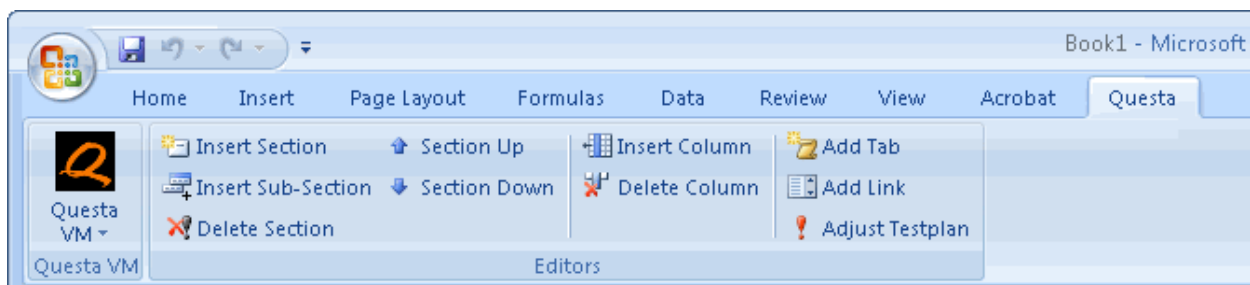 Book1 - Microsoft
Home Insert Page Layout Formulas Data Review View Acrobat Questa
Insert Section Section Up Insert Column Add Tab
Insert Sub-Section Section Down Delete Column Add Link
Questa
VM
Delete Section Adjust Testplan
Questa VM Editors